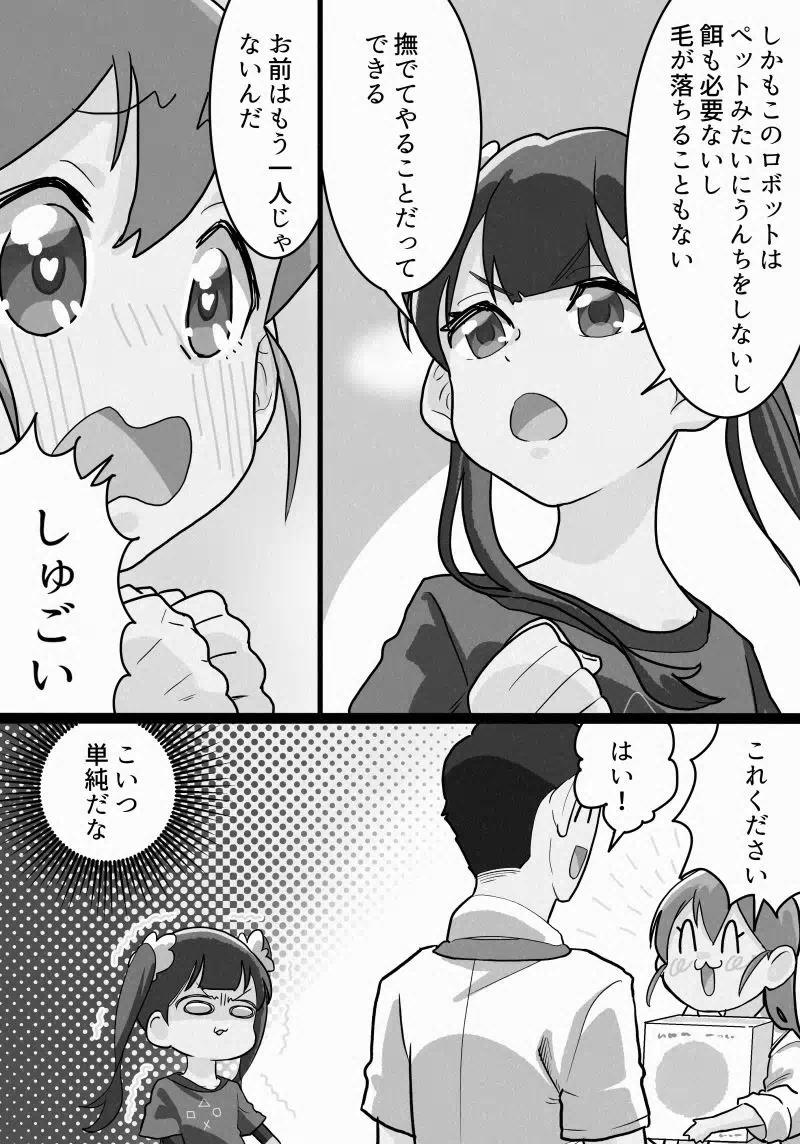 しかもこのロボットは
ペットみたいにうんちをしないし
餌も必要ないし
毛が落ちることもない
撫でてやることだって
できる
お前はもう一人じゃ
ないんだ
しゅごい
これください
はい！
こいつ
単純だな